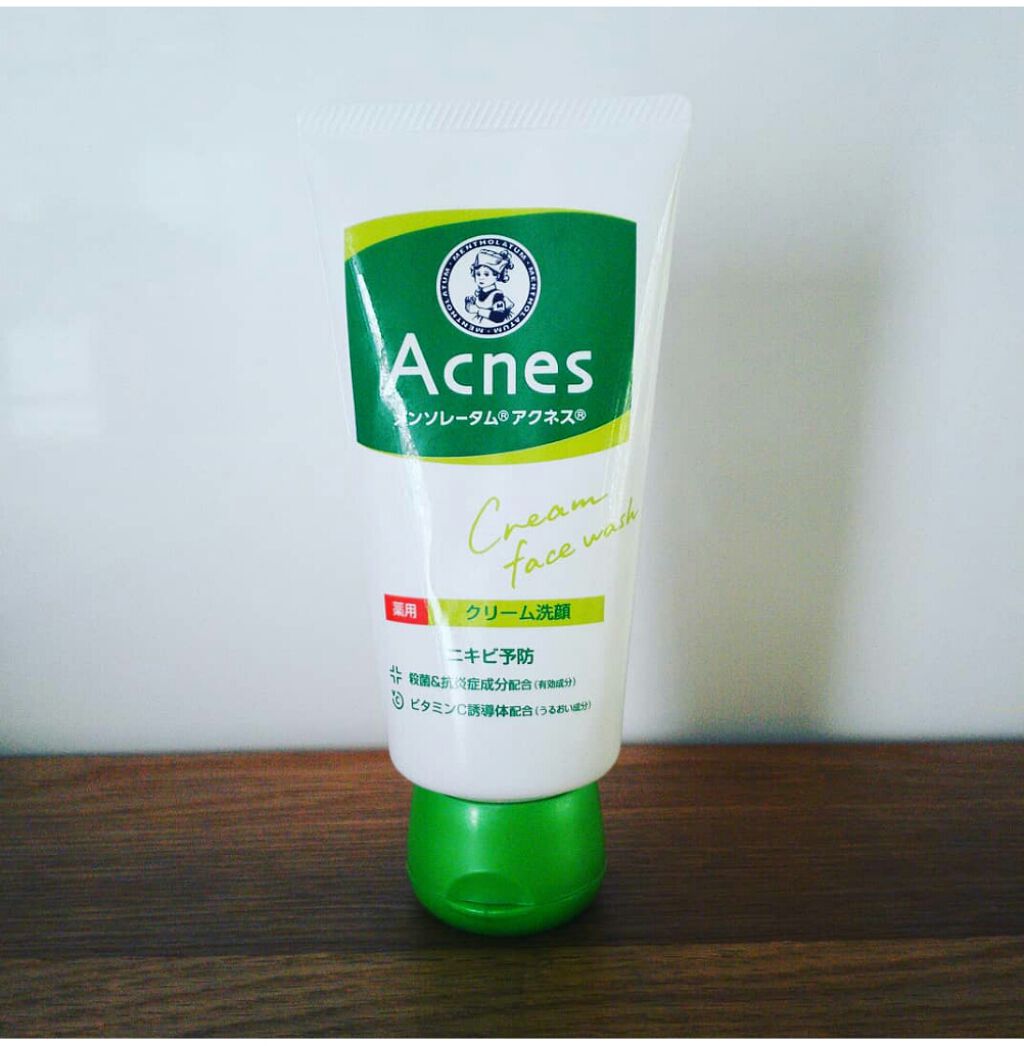 MENTHOLATUM · MENTHOLATUM · MENTHOLATUM
Acnes
メンソレータム®アクネス®
Cream
face wash
薬用 クリーム洗顔
ニキビ予防
殺菌&抗炎症成分配合(有効成分)
C ビタミンC誘導体配合(うるおい成分)